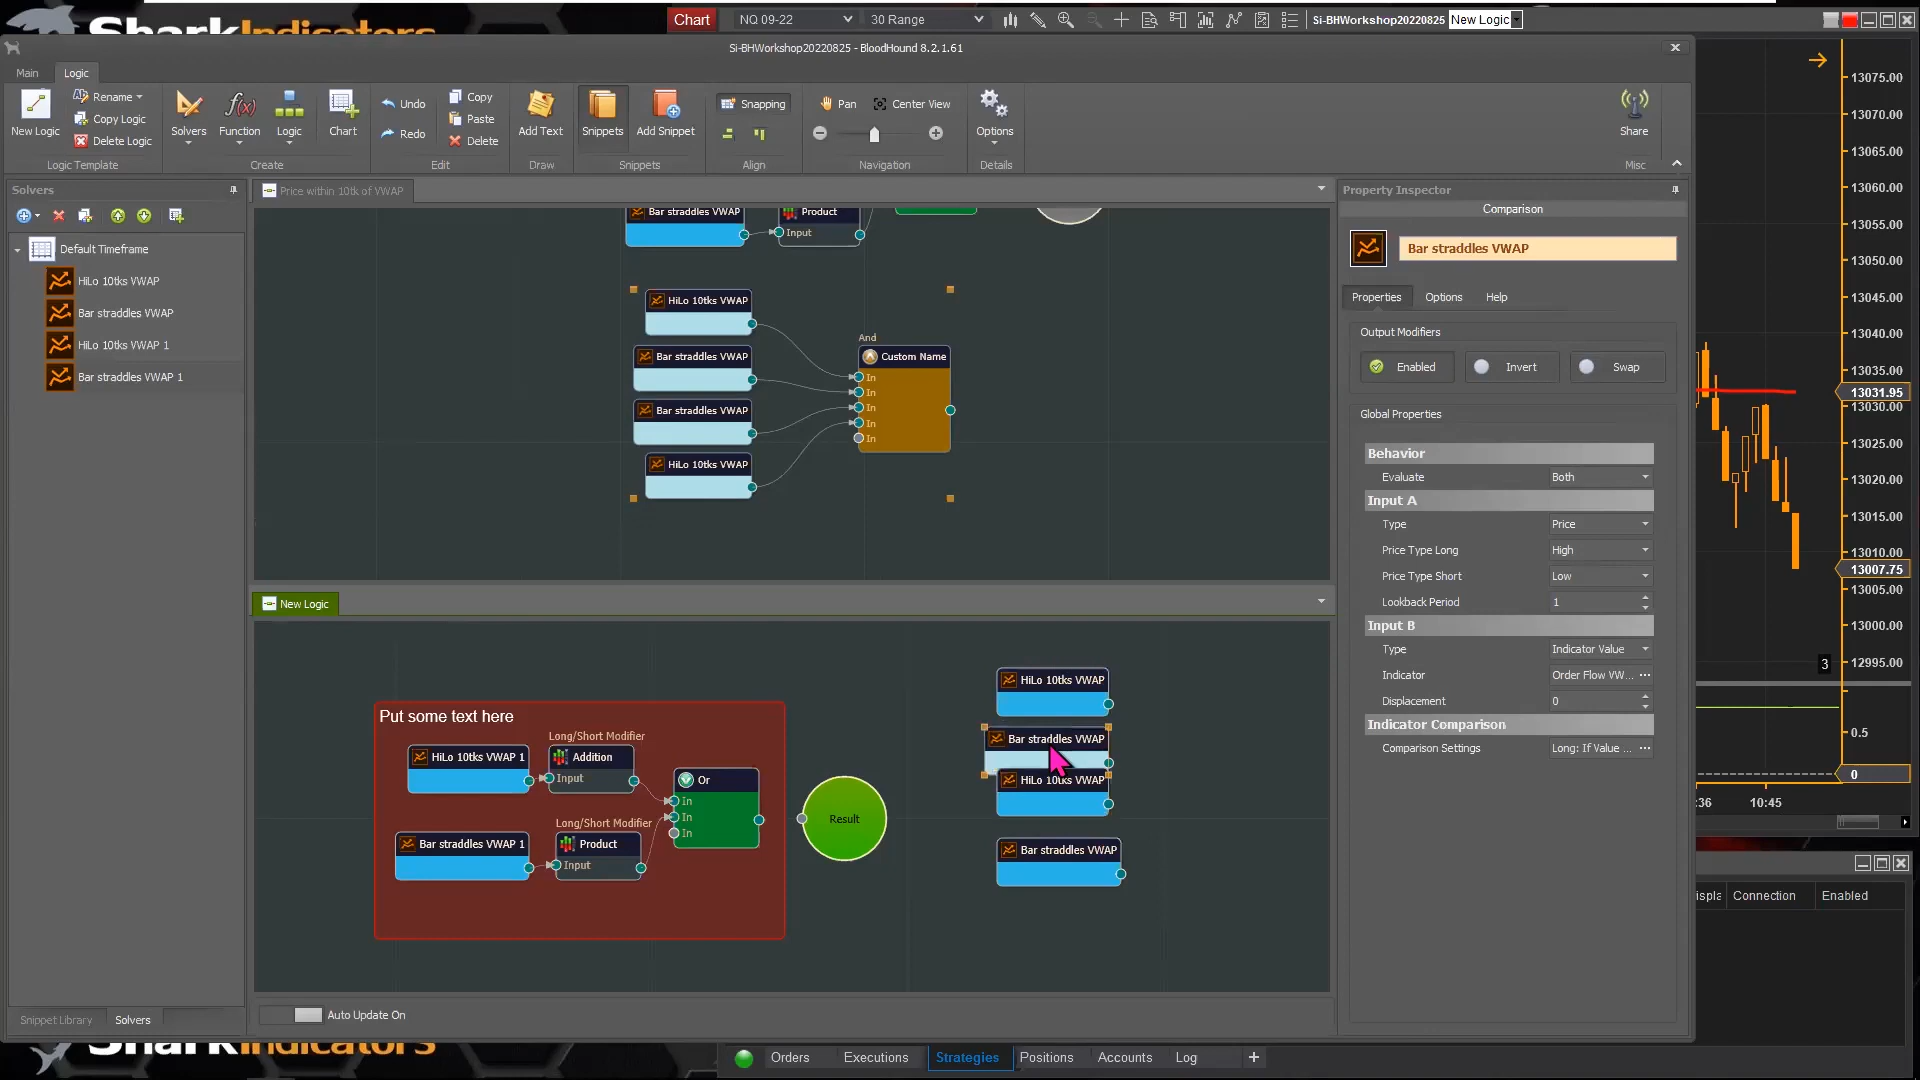 SharkIndicators
Chart
NQ 09-22
30 Range
Si-BHWorkshop20220825
New Logic
Si-BHWorkshop20220825 - BloodHound 8.2.1.61
Main
Logic
New Logic
Rename
Copy Logic
Delete Logic
Logic Template
Solvers
Function
Logic
Chart
Create
Undo
Redo
Copy
Paste
Delete
Edit
Add Text
Draw
Snippets
Add Snippet
Snippets
Snapping
Align
Pan
Center View
Navigation
Options
Details
Share
Misc
Solvers
Default Timeframe
HiLo 10tks VWAP
Bar straddles VWAP
HiLo 10tks VWAP 1
Bar straddles VWAP 1
Snippet Library
Solvers
Price within 10tk of VWAP
Bar straddles VWAP
Product
Input
HiLo 10tks VWAP
Bar straddles VWAP
Bar straddles VWAP
HiLo 10tks VWAP
And
Custom Name
In
In
In
In
In
New Logic
Put some text here
HiLo 10tks VWAP 1
Long/Short Modifier
Addition
Input
Bar straddles VWAP 1
Long/Short Modifier
Product
Input
Or
In
In
In
Result
HiLo 10tks VWAP
Bar straddles VWAP
HiLo 10tks VWAP
Bar straddles VWAP
Auto Update On
Property Inspector
Comparison
Bar straddles VWAP
Properties
Options
Help
Output Modifiers
Enabled
Invert
Swap
Global Properties
Behavior
Evaluate
Both
Input A
Type
Price
Price Type Long
High
Price Type Short
Low
Lookback Period
1
Input B
Type
Indicator Value
Indicator
Order Flow VW...
Displacement
0
Indicator Comparison
Comparison Settings
Long: If Value ...
13075.00
13070.00
13065.00
13060.00
13055.00
13050.00
13045.00
13040.00
13035.00
13031.95
13030.00
13025.00
13020.00
13015.00
13010.00
13007.75
13005.00
13000.00
12995.00
3
0.5
0
:36
10:45
Connection
Enabled
SharkIndicators
Orders
Executions
Strategies
Positions
Accounts
Log
+